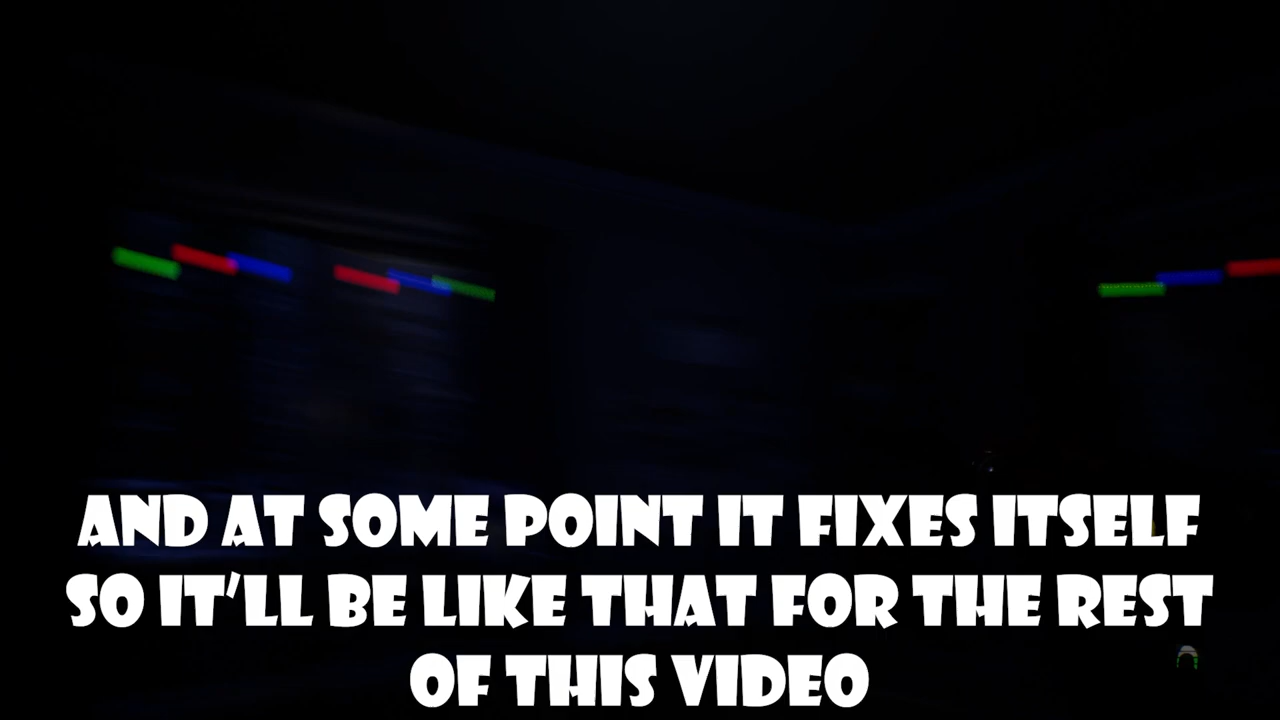 AND AT SOME POINT IT FIXES ITSELF
SO IT'LL BE LIKE THAT FOR THE REST
OF THIS VIDEO